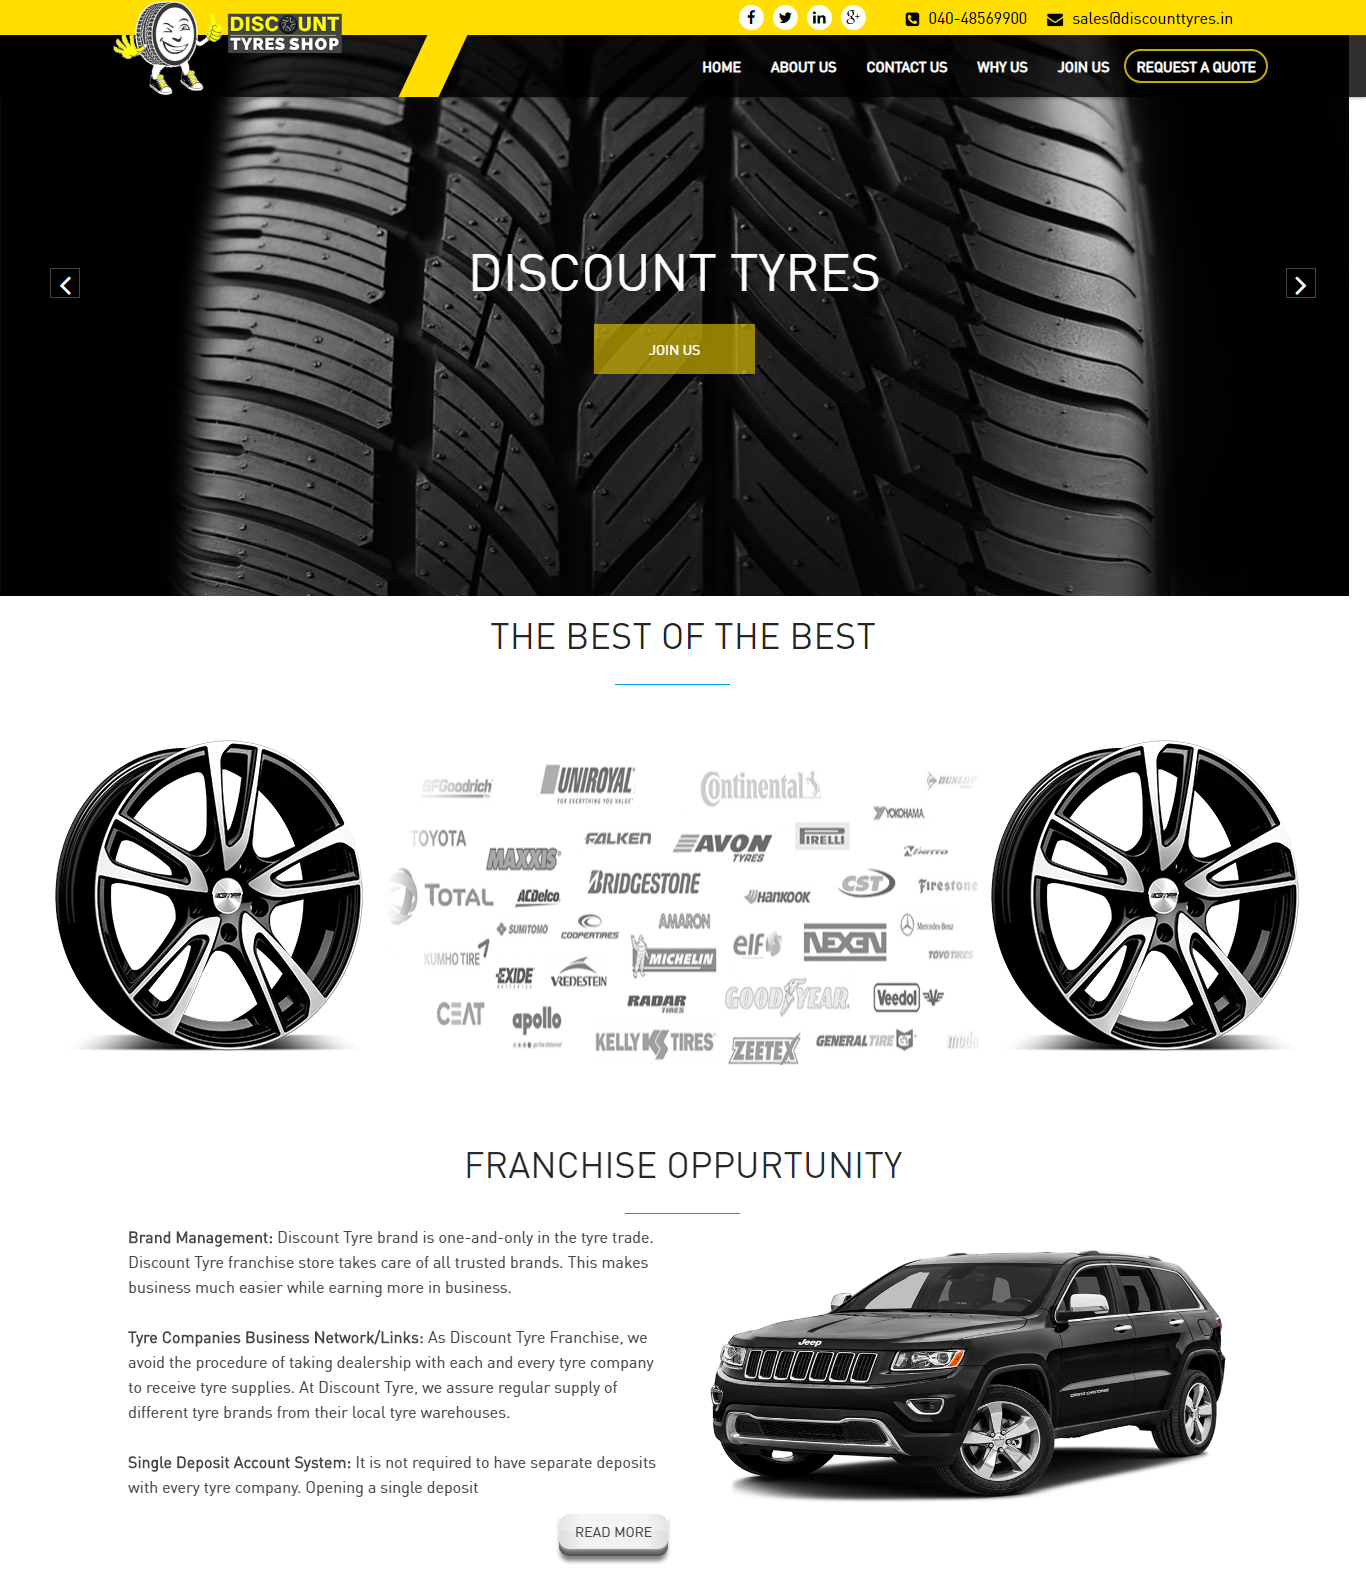 DISCOUNT
TYRES SHOP
040-48569900
sales@discounttyres.in
HOME
ABOUT US
CONTACT US
WHY US
JOIN US
REQUEST A QUOTE
DISCOUNT TYRES
JOIN US
THE BEST OF THE BEST
BFGoodrich
UNIROYAL
FOR EVERYTHING YOU VALUE
Continental
DUNLOP
YOKOHAMA
TOYOTA
FALKEN
AVON
TYRES
PIRELLI
MAXXIS
NITTO
TOTAL
ACDelco
BRIDGESTONE
HANKOOK
CST
Firestone
SUMITOMO
COOPERTIRES
AMARON
elf
NEXEN
Mercedes-Benz
KUMHO TIRE
MICHELIN
TOYO TIRES
EXIDE
BATTERIES
VREDESTEIN
RADAR
TIRES
GOODYEAR
Veedol
CEAT
apollo
go the distance
KELLY TIRES
ZEETEX
GENERAL TIRE
FRANCHISE OPPURTUNITY
Brand Management: Discount Tyre brand is one-and-only in the tyre trade.
Discount Tyre franchise store takes care of all trusted brands. This makes
business much easier while earning more in business.
Tyre Companies Business Network/Links: As Discount Tyre Franchise, we
avoid the procedure of taking dealership with each and every tyre company
to receive tyre supplies. At Discount Tyre, we assure regular supply of
different tyre brands from their local tyre warehouses.
Single Deposit Account System: It is not required to have separate deposits
with every tyre company. Opening a single deposit
READ MORE
Jeep